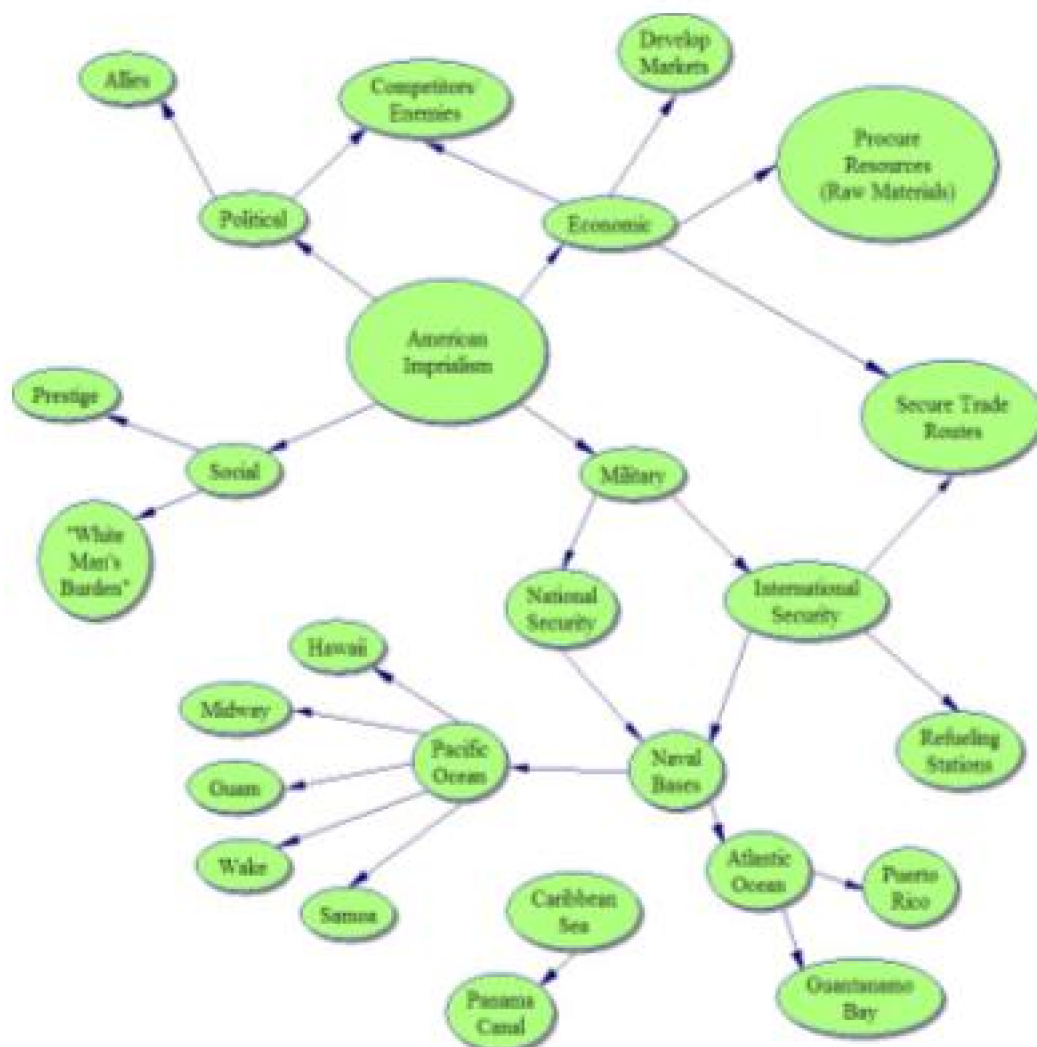 Develop
Markets
Allies
Competitors/
Enemies
Procure
Resources
(Raw Materials)
Political
Economic
American
Imprialism
Prestige
Secure Trade
Routes
Social
Military
"White
Man's
Burden"
National
Security
International
Security
Hawaii
Midway
Pacific
Ocean
Naval
Bases
Refueling
Stations
Guam
Wake
Atlantic
Ocean
Puerto
Rico
Samoa
Caribbean
Sea
Guantanamo
Bay
Panama
Canal